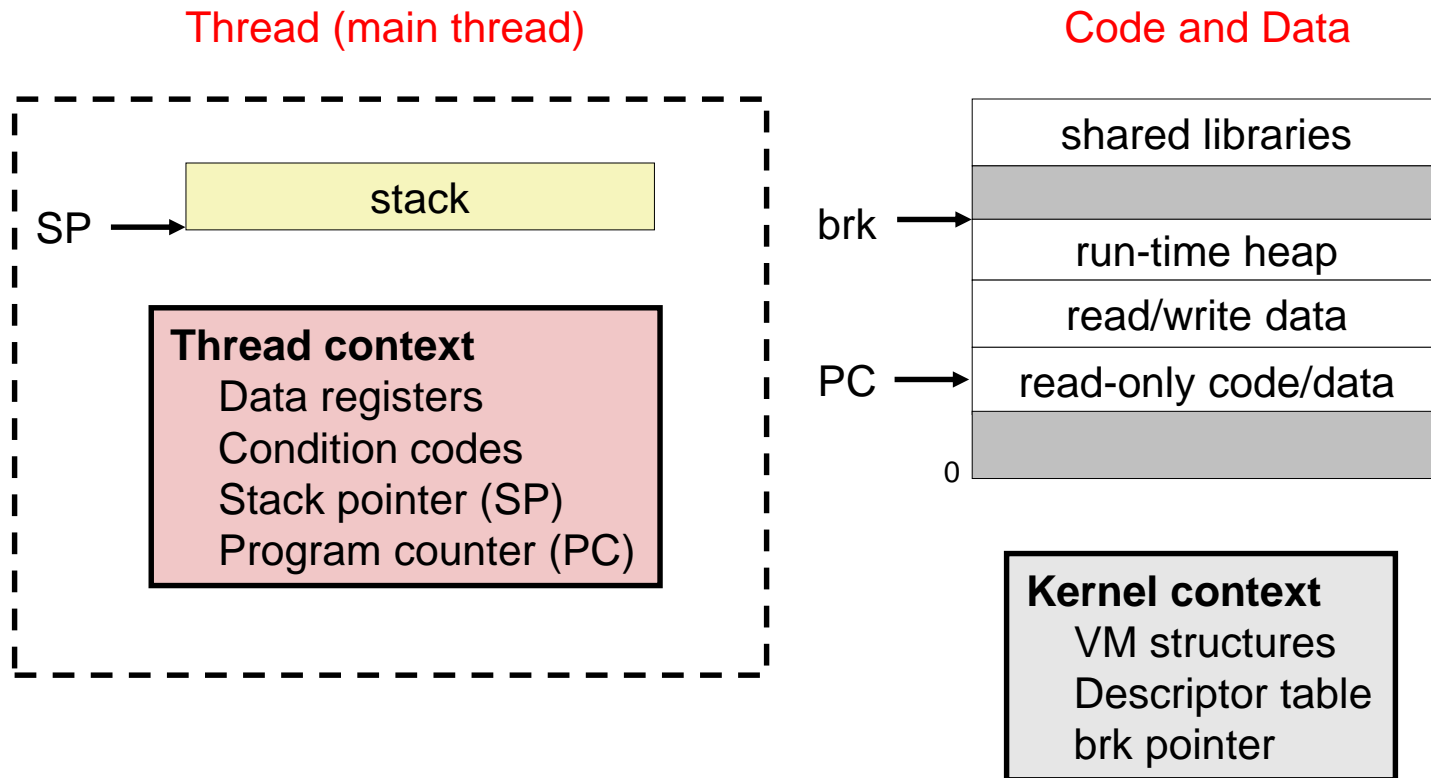 Thread (main thread)
stack
SP
Thread context
Data registers
Condition codes
Stack pointer (SP)
Program counter (PC)
Code and Data
shared libraries
brk
run-time heap
read/write data
PC
read-only code/data
0
Kernel context
VM structures
Descriptor table
brk pointer